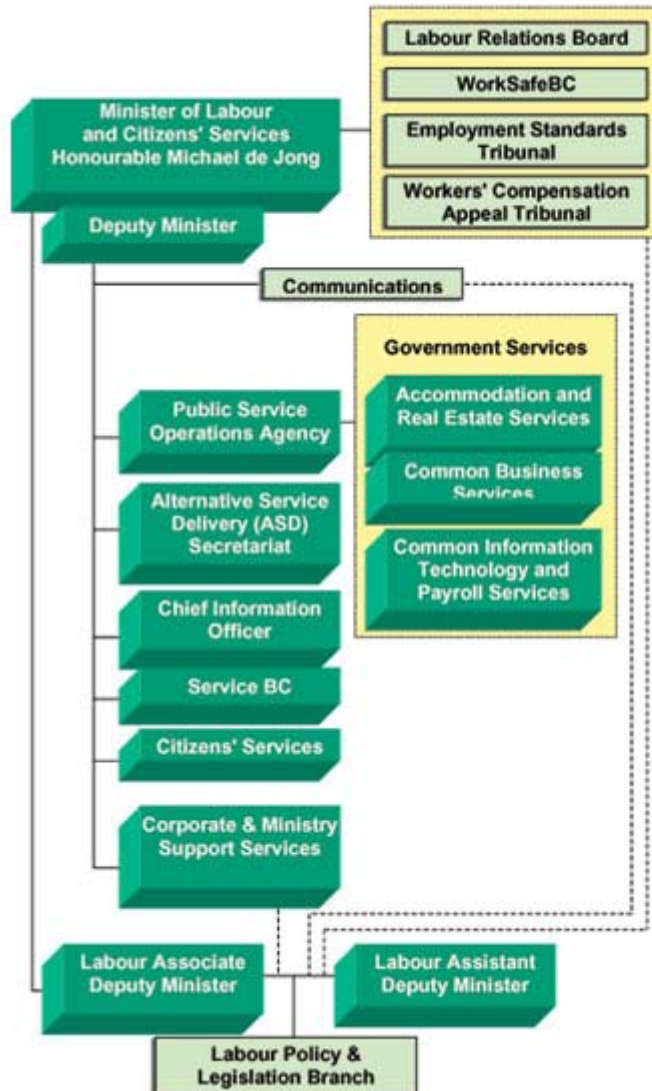 Labour Relations Board
WorkSafeBC
Employment Standards
Tribunal
Workers' Compensation
Appeal Tribunal
Minister of Labour
and Citizens' Services
Honourable Michael de Jong
Deputy Minister
Communications
Government Services
Accommodation and
Real Estate Services
Common Business
Services
Common Information
Technology and
Payroll Services
Public Service
Operations Agency
Alternative Service
Delivery (ASD)
Secretariat
Chief Information
Officer
Service BC
Citizens' Services
Corporate & Ministry
Support Services
Labour Associate
Deputy Minister
Labour Assistant
Deputy Minister
Labour Policy &
Legislation Branch